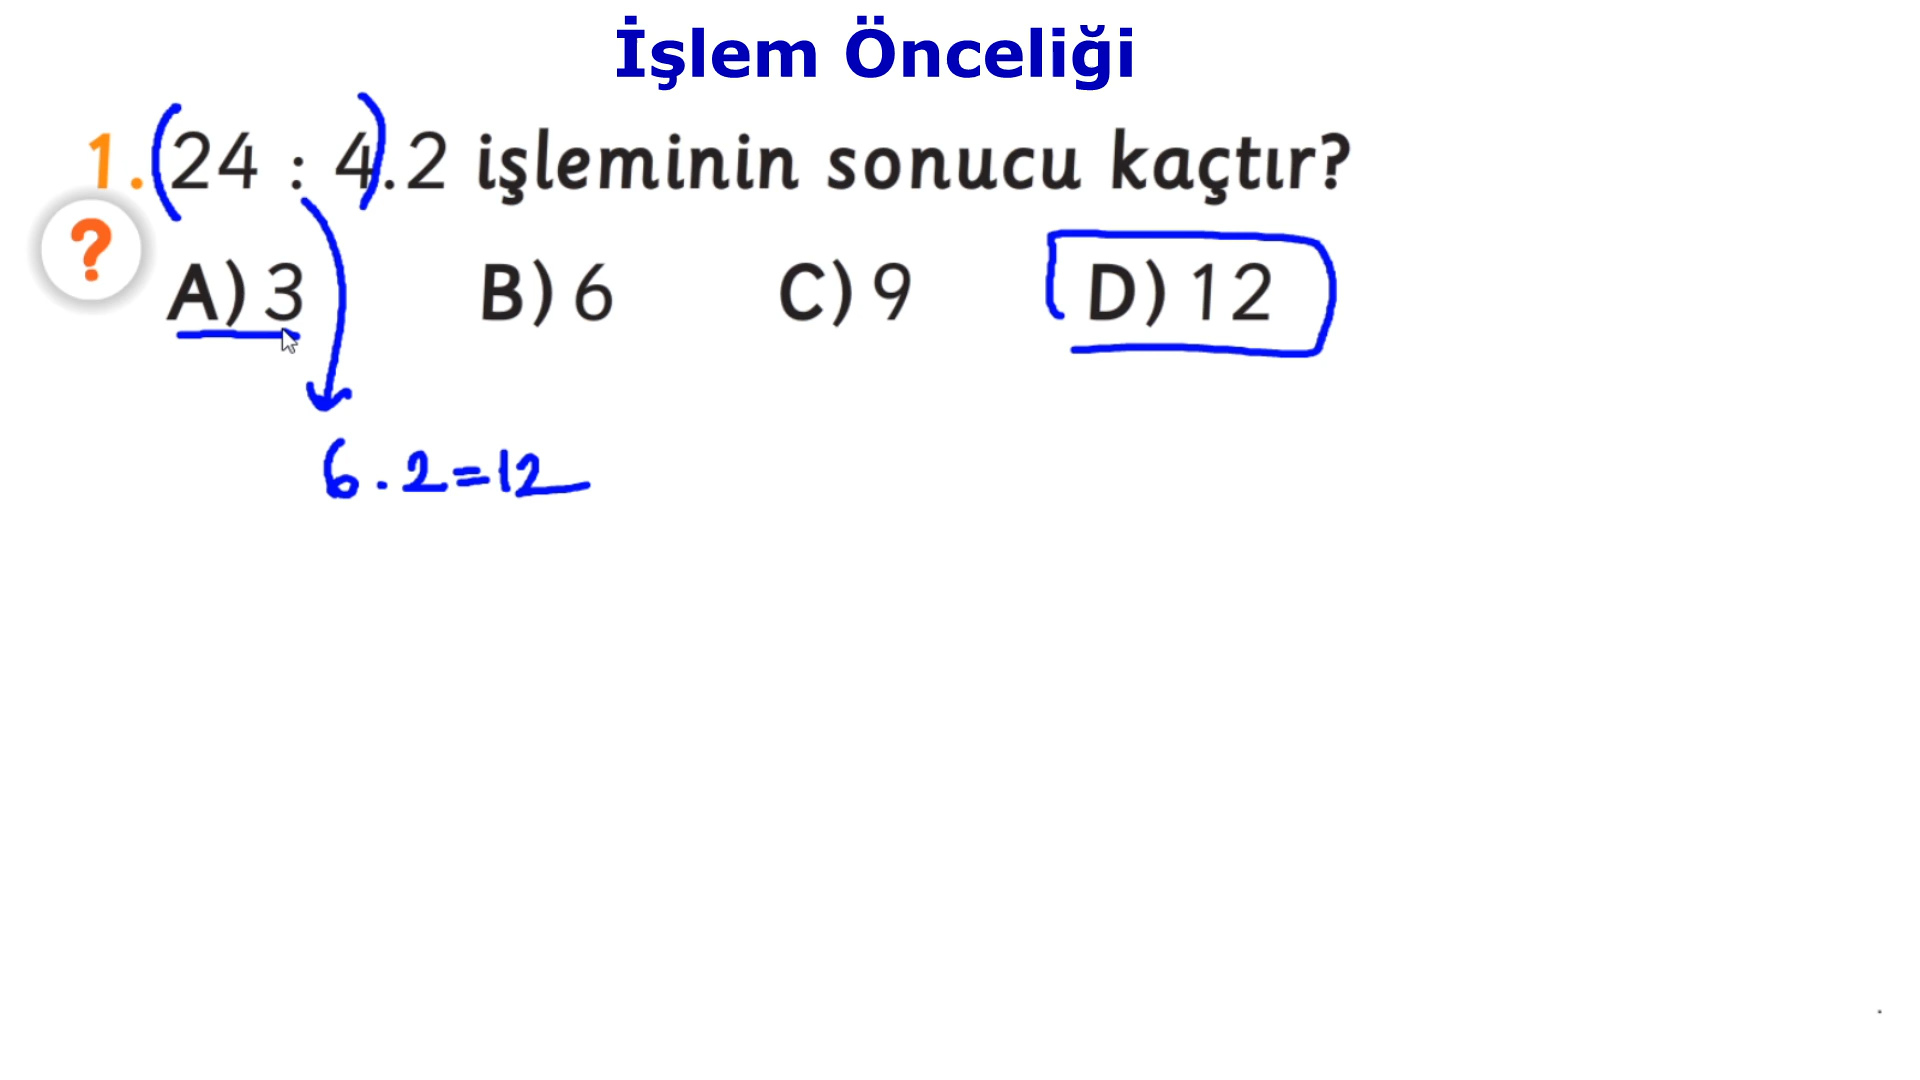 İşlem Önceliği
1. (24 : 4).2 işleminin sonucu kaçtır?
?
A) 3 B) 6 C) 9 D) 12
6.2=12